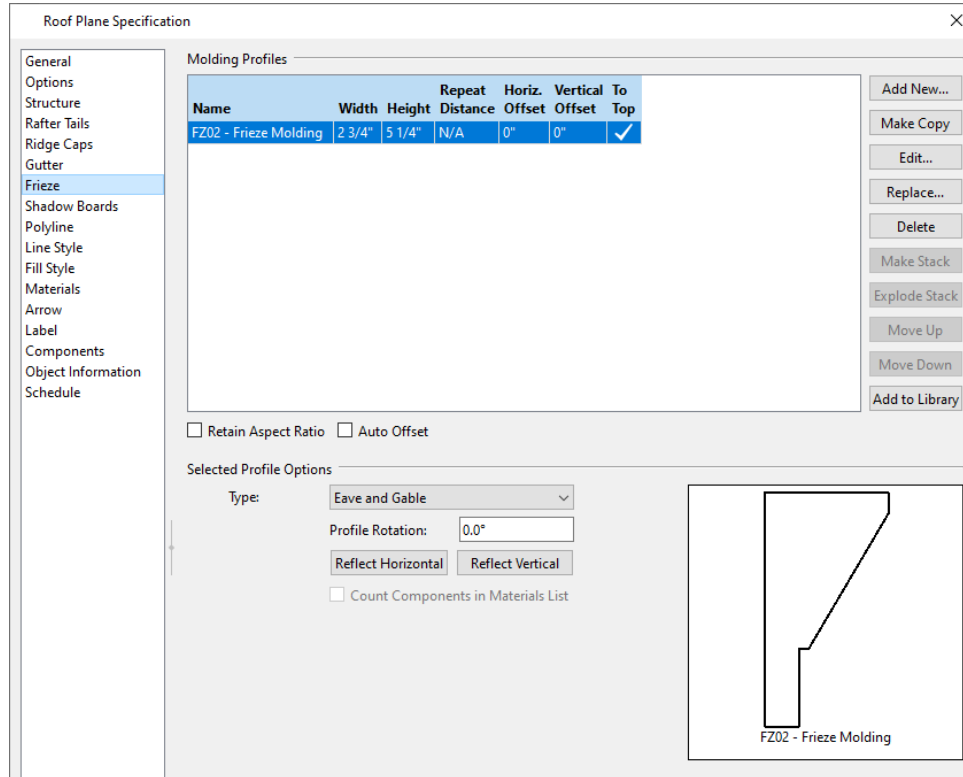 Roof Plane Specification
General
Options
Structure
Rafter Tails
Ridge Caps
Gutter
Frieze
Shadow Boards
Polyline
Line Style
Fill Style
Materials
Arrow
Label
Components
Object Information
Schedule
Molding Profiles
Repeat Horiz. Vertical To
Name Width Height Distance Offset Offset Top
FZ02 - Frieze Molding 2 3/4" 5 1/4" N/A 0" 0"
Add New...
Make Copy
Edit...
Replace...
Delete
Make Stack
Explode Stack
Move Up
Move Down
Add to Library
Retain Aspect Ratio Auto Offset
Selected Profile Options
Type: Eave and Gable
Profile Rotation: 0.0°
Reflect Horizontal Reflect Vertical
Count Components in Materials List
FZ02 - Frieze Molding